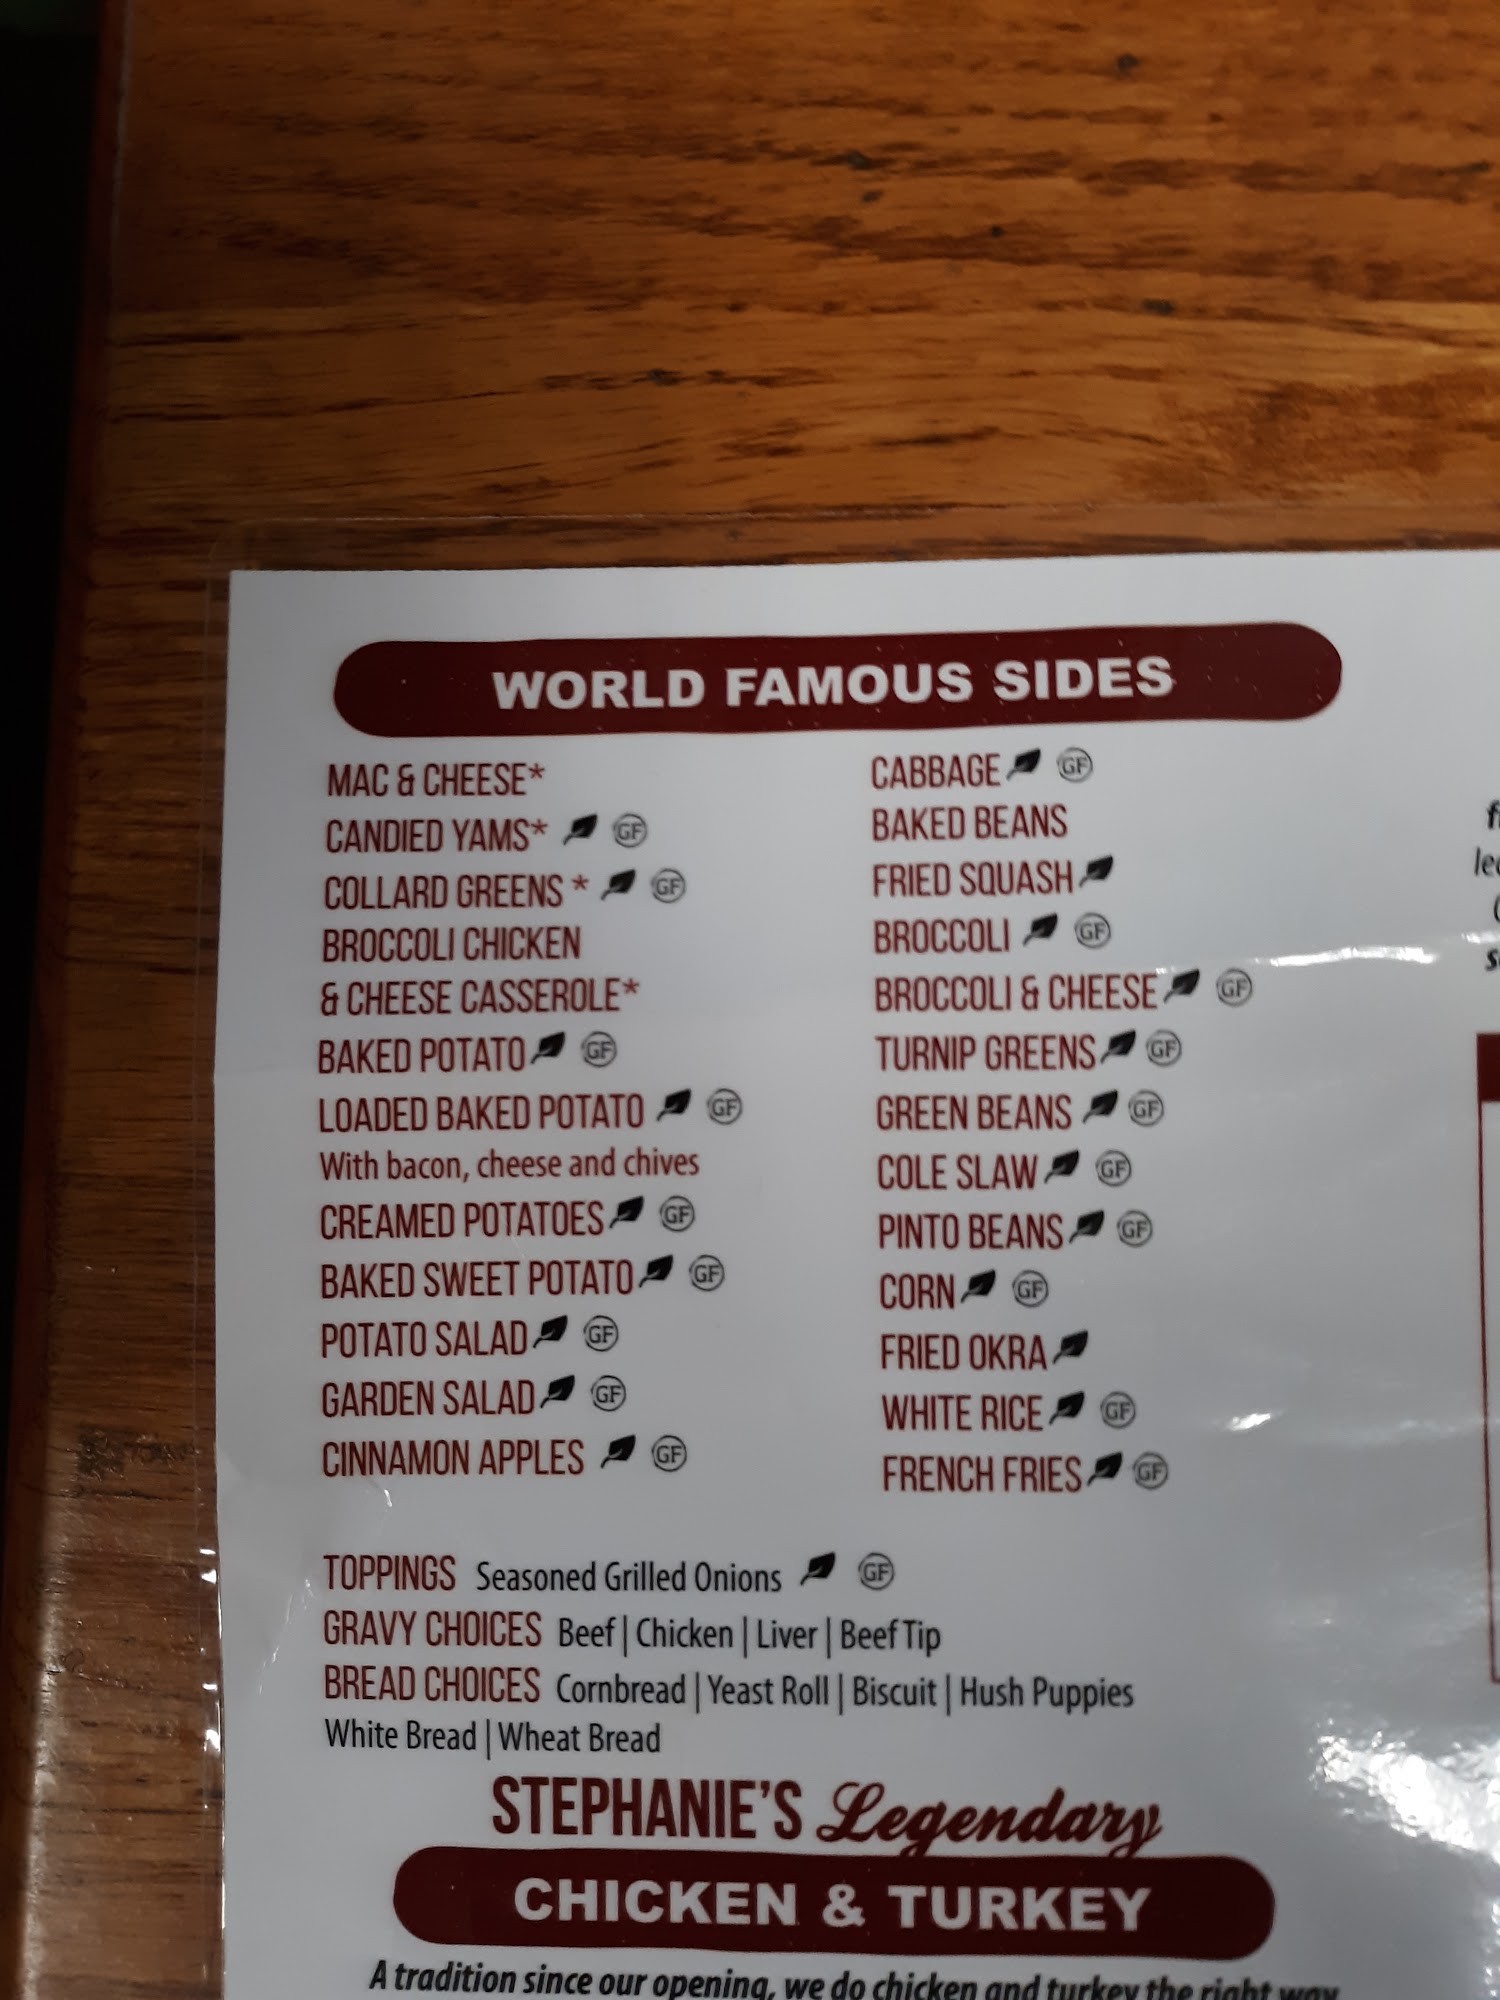 WORLD FAMOUS SIDES
MAC & CHEESE*
CANDIED YAMS* GF
COLLARD GREENS * GF
BROCCOLI CHICKEN
& CHEESE CASSEROLE*
BAKED POTATO GF
LOADED BAKED POTATO GF
With bacon, cheese and chives
CREAMED POTATOES GF
BAKED SWEET POTATO GF
POTATO SALAD GF
GARDEN SALAD GF
CINNAMON APPLES GF
CABBAGE GF
BAKED BEANS
FRIED SQUASH
BROCCOLI GF
BROCCOLI & CHEESE GF
TURNIP GREENS GF
GREEN BEANS GF
COLE SLAW GF
PINTO BEANS GF
CORN GF
FRIED OKRA
WHITE RICE GF
FRENCH FRIES GF
TOPPINGS Seasoned Grilled Onions GF
GRAVY CHOICES Beef | Chicken | Liver | Beef Tip
BREAD CHOICES Cornbread | Yeast Roll | Biscuit | Hush Puppies
White Bread | Wheat Bread
STEPHANIE'S Legendary
CHICKEN & TURKEY
A tradition since our opening, we do chicken and turkey the right way